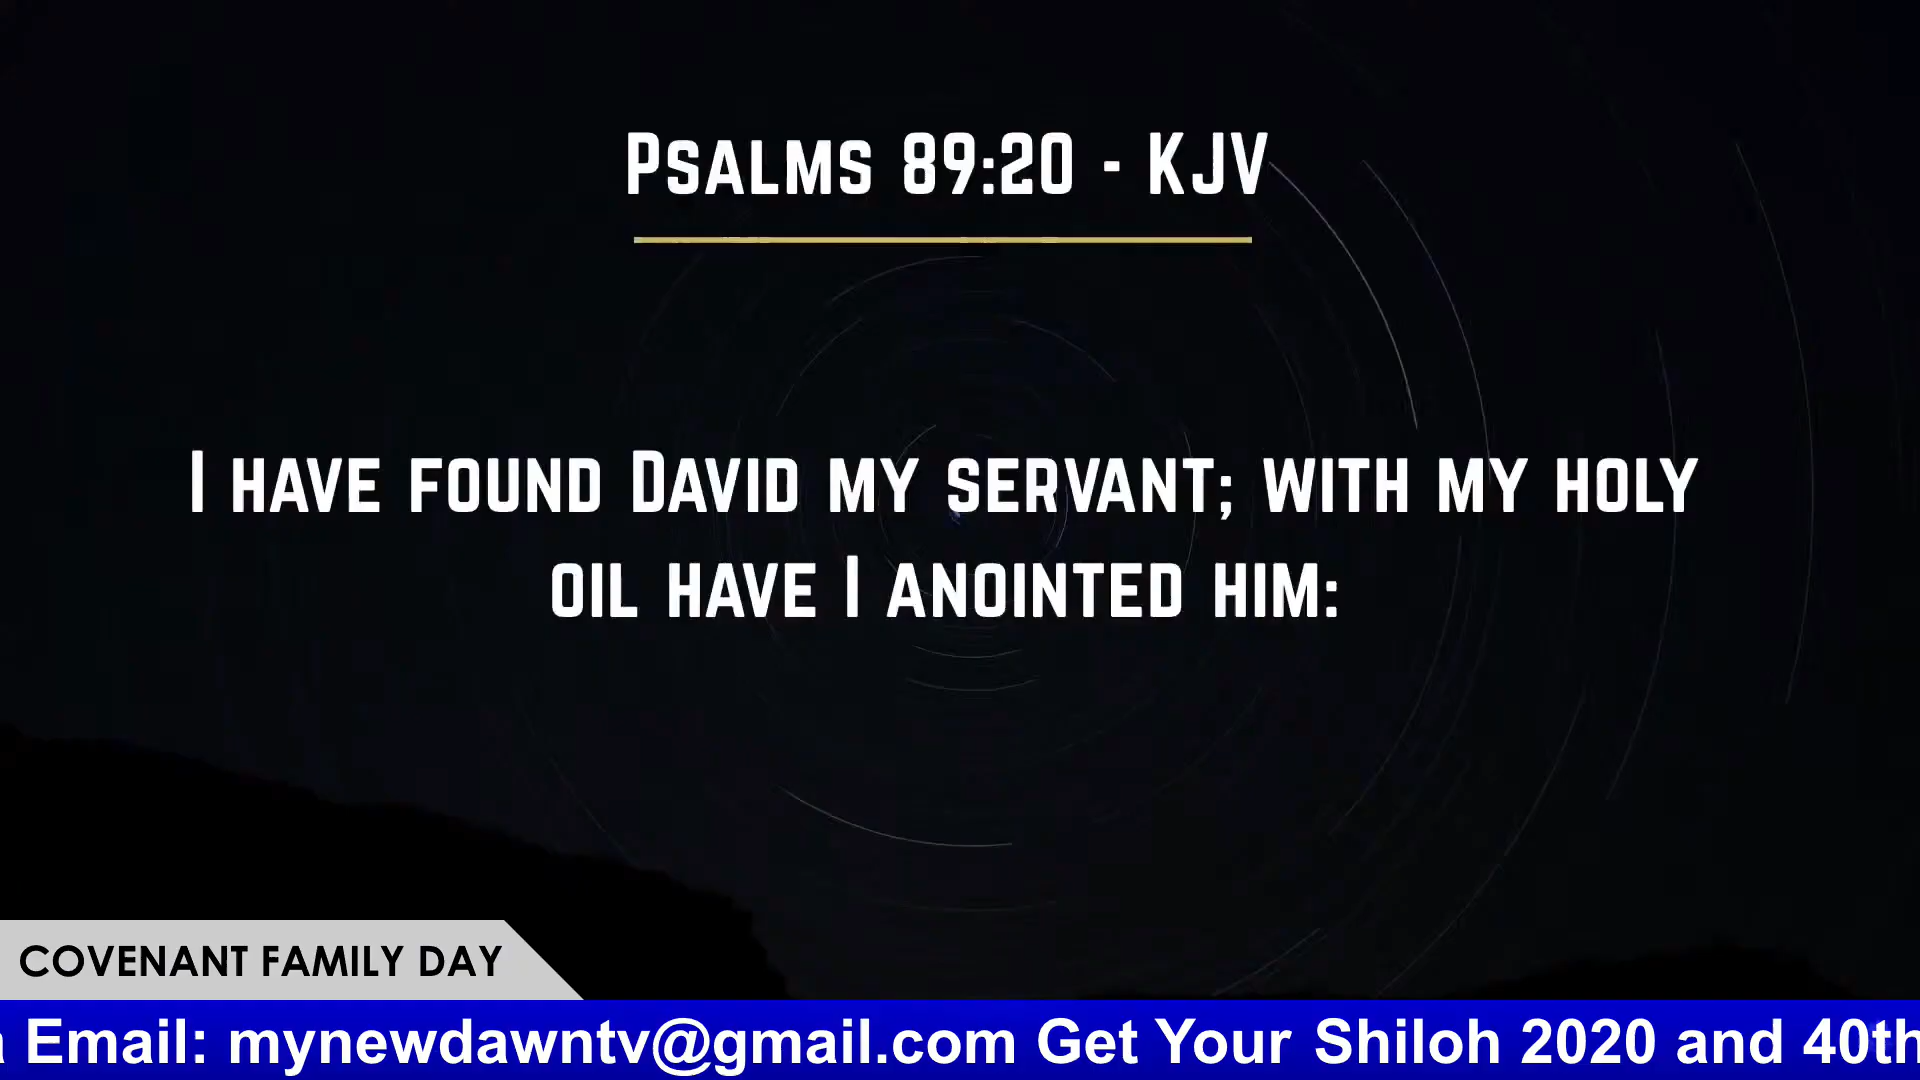 Psalms 89:20 - KJV
I have found David my servant; with my holy
oil have I anointed him:
COVENANT FAMILY DAY
Email: mynewdawntv@gmail.com Get Your Shiloh 2020 and 40th